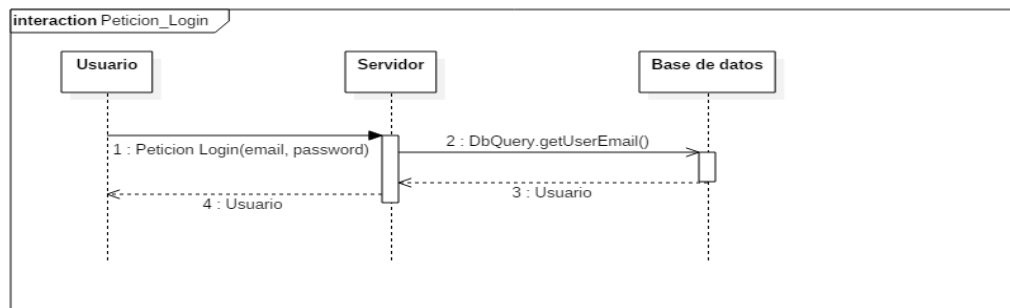 interaction Peticion_Login
Usuario
Servidor
Base de datos
1 : Peticion Login(email, password)
2 : DbQuery.getUserEmail()
3 : Usuario
4 : Usuario